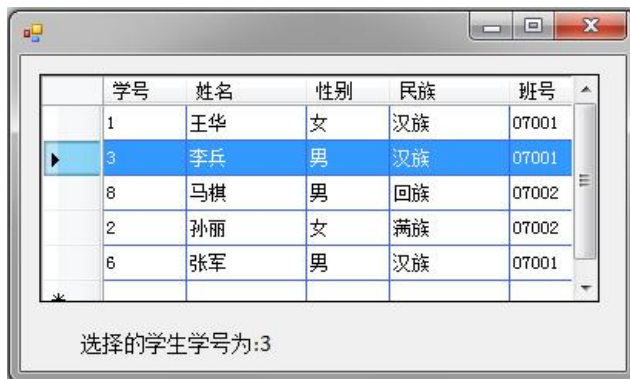 学号 姓名 性别 民族 班号
1 王华 女 汉族 07001
3 李兵 男 汉族 07001
8 马棋 男 回族 07002
2 孙丽 女 满族 07002
6 张军 男 汉族 07001
选择的学生学号为:3